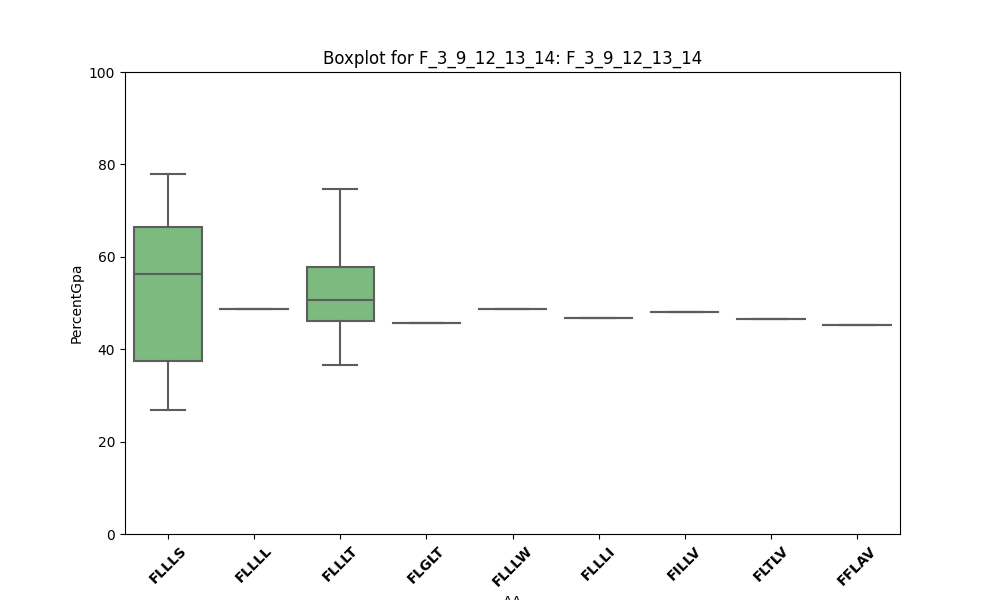 Boxplot for F_3_9_12_13_14: F_3_9_12_13_14
100
80
60
40
20
0
PercentGpa
FLLLS
FLLLL
FLLLT
FLGLT
FLLLW
FLLLI
FILLV
FLTLV
FFLAV
AA